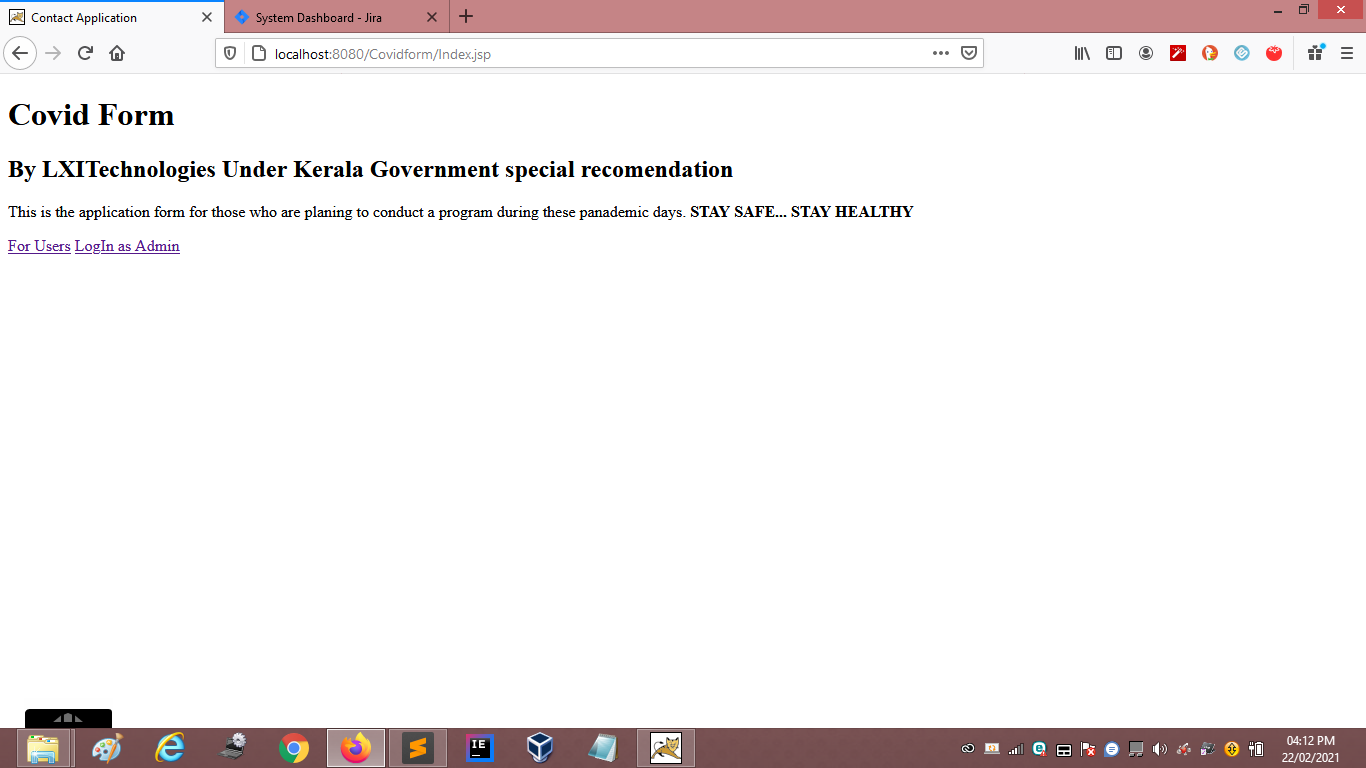 Contact Application
System Dashboard - Jira
localhost:8080/Covidform/Index.jsp
Covid Form
By LXITechnologies Under Kerala Government special recomendation
This is the application form for those who are planing to conduct a program during these panademic days. STAY SAFE... STAY HEALTHY
For Users LogIn as Admin
IE
04:12 PM
22/02/2021